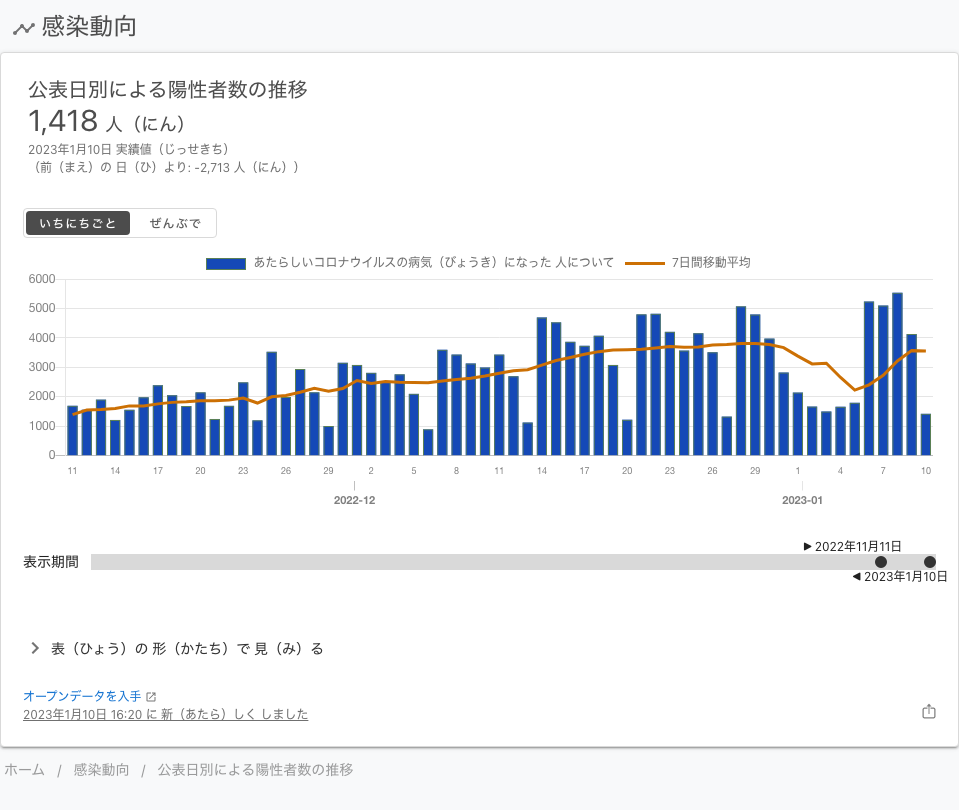 感染動向
公表日別による陽性者数の推移
1,418 人（にん）
2023年1月10日 実績値（じっせきち）
（前（まえ）の 日（ひ）より: -2,713 人（にん））
いちにちごと ぜんぶで
あたらしいコロナウイルスの病気（びょうき）になった 人について 7日間移動平均
6000
5000
4000
3000
2000
1000
0
11 14 17 20 23 26 29 2 5 8 11 14 17 20 23 26 29 1 4 7 10
2022-12 2023-01
▶ 2022年11月11日
表示期間
◀ 2023年1月10日
表（ひょう）の 形（かたち）で 見（み）る
オープンデータを入手
2023年1月10日 16:20 に 新（あたら）しく しました
ホーム / 感染動向 / 公表日別による陽性者数の推移